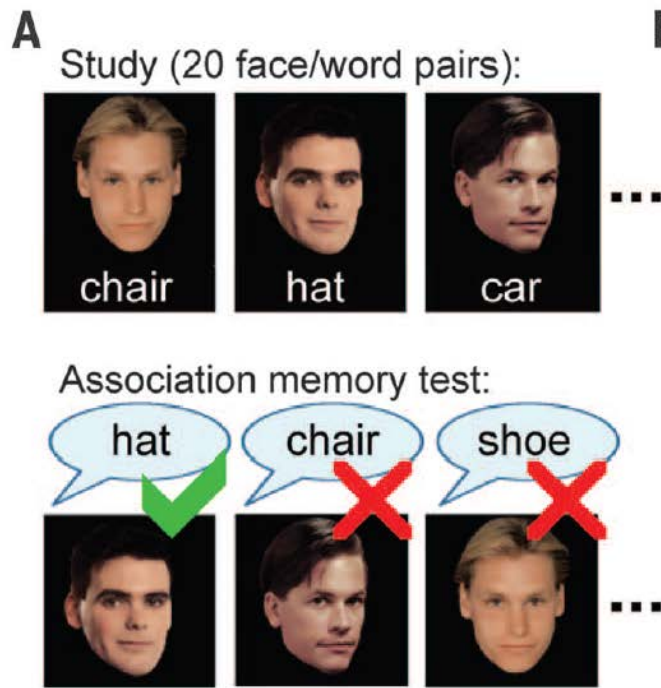 A
Study (20 face/word pairs):
chair
hat
car
Association memory test:
hat
chair
shoe